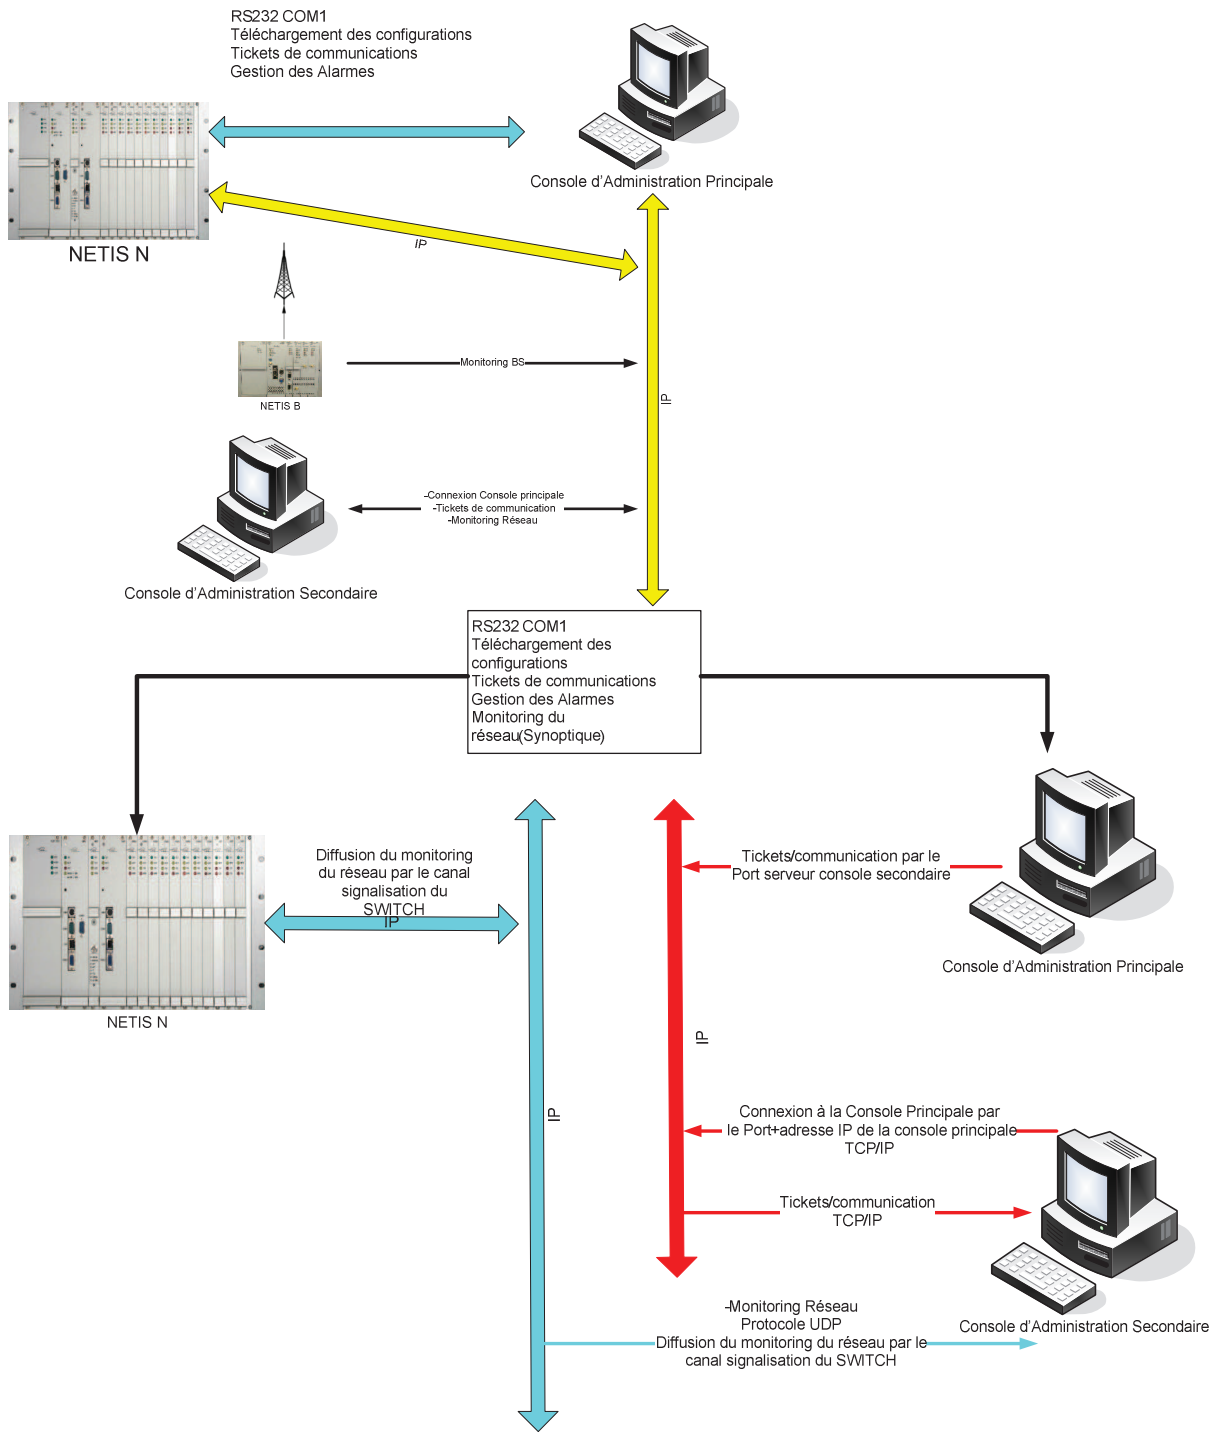 RS232 COM1
Téléchargement des configurations
Tickets de communications
Gestion des Alarmes
Console d’Administration Principale
NETIS N
IP
Monitoring BS
IP
NETIS B
-Connexion Console principale
-Tickets de communication
-Monitoring Réseau
Console d’Administration Secondaire
RS232 COM1
Téléchargement des
configurations
Tickets de communications
Gestion des Alarmes
Monitoring du
réseau(Synoptique)
Diffusion du monitoring
du réseau par le canal
signalisation du
SWITCH
IP
NETIS N
Tickets/communication par le
Port serveur console secondaire
Console d’Administration Principale
IP
IP
Connexion à la Console Principale par
le Port+adresse IP de la console principale
TCP/IP
Tickets/communication
TCP/IP
-Monitoring Réseau
Protocole UDP
Diffusion du monitoring du réseau par le
canal signalisation du SWITCH
Console d’Administration Secondaire